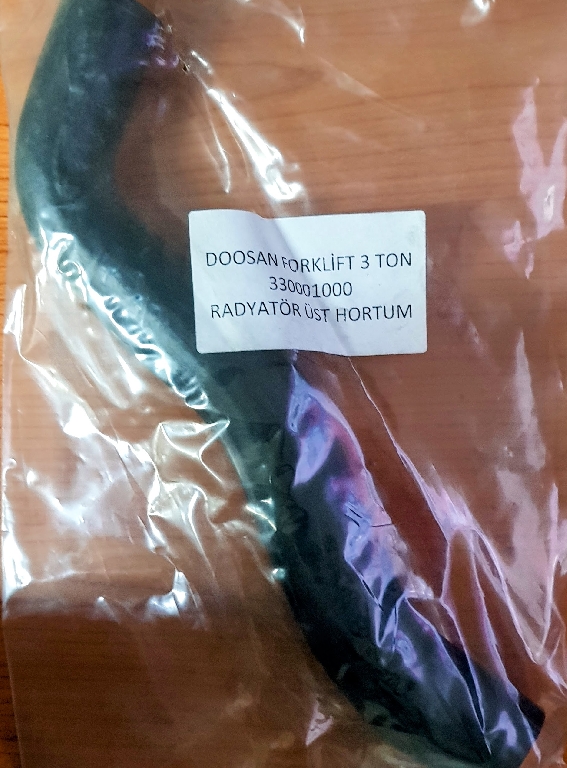 DOOSAN FORKLİFT 3 TON
330001000
RADYATÖR ÜST HORTUM